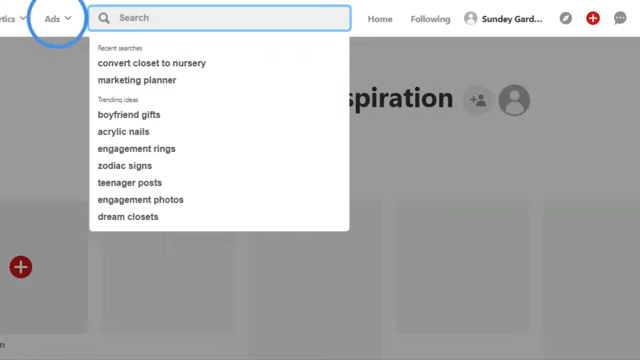 tics Ads Search Home Following Sundey Gard...
Recent searches
convert closet to nursery
marketing planner
Trending ideas
boyfriend gifts
acrylic nails
engagement rings
zodiac signs
teenager posts
engagement photos
dream closets
spiration
n